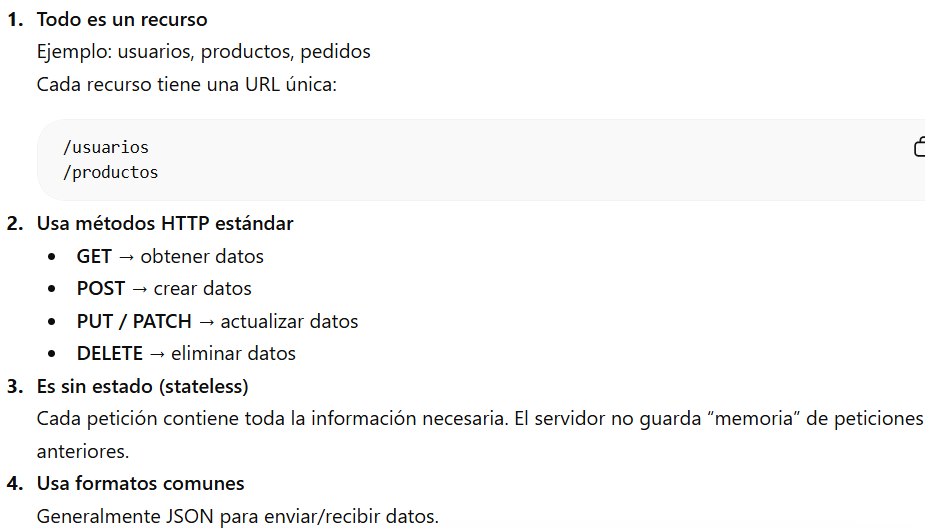 1. Todo es un recurso
Ejemplo: usuarios, productos, pedidos
Cada recurso tiene una URL única:
/usuarios
/productos
2. Usa métodos HTTP estándar
• GET → obtener datos
• POST → crear datos
• PUT / PATCH → actualizar datos
• DELETE → eliminar datos
3. Es sin estado (stateless)
Cada petición contiene toda la información necesaria. El servidor no guarda “memoria” de peticiones
anteriores.
4. Usa formatos comunes
Generalmente JSON para enviar/recibir datos.